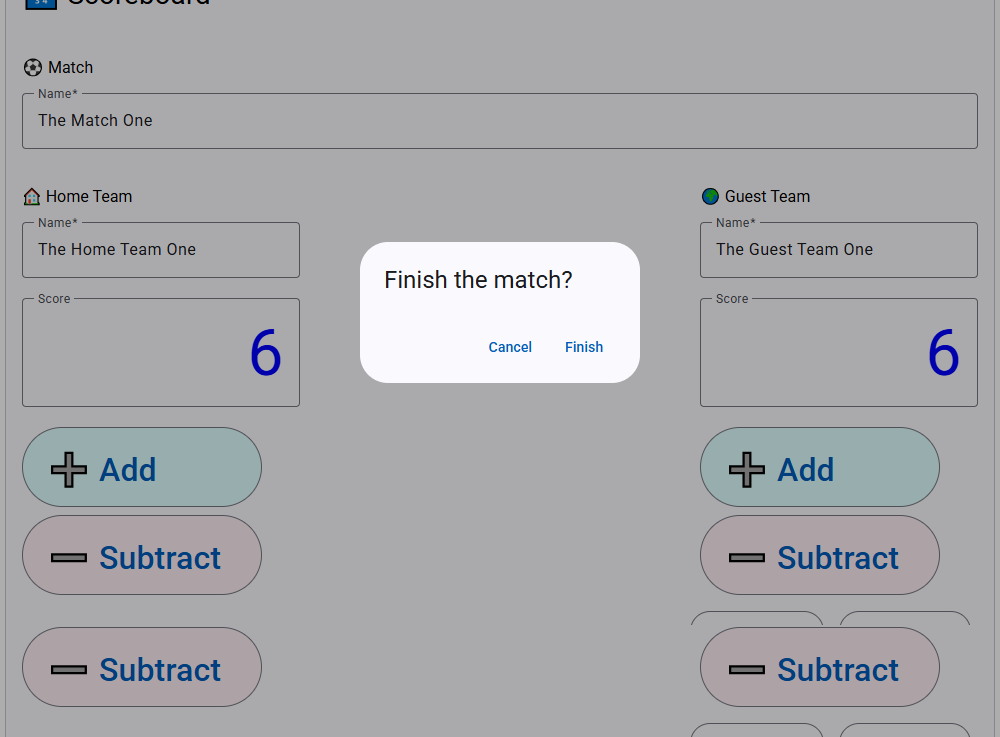 Scoreboard
Match
Name*
The Match One
Home Team
Guest Team
Name*
Name*
The Home Team One
The Guest Team One
Finish the match?
Score
Score
6
6
Cancel Finish
Add
Add
Subtract
Subtract
Subtract
Subtract